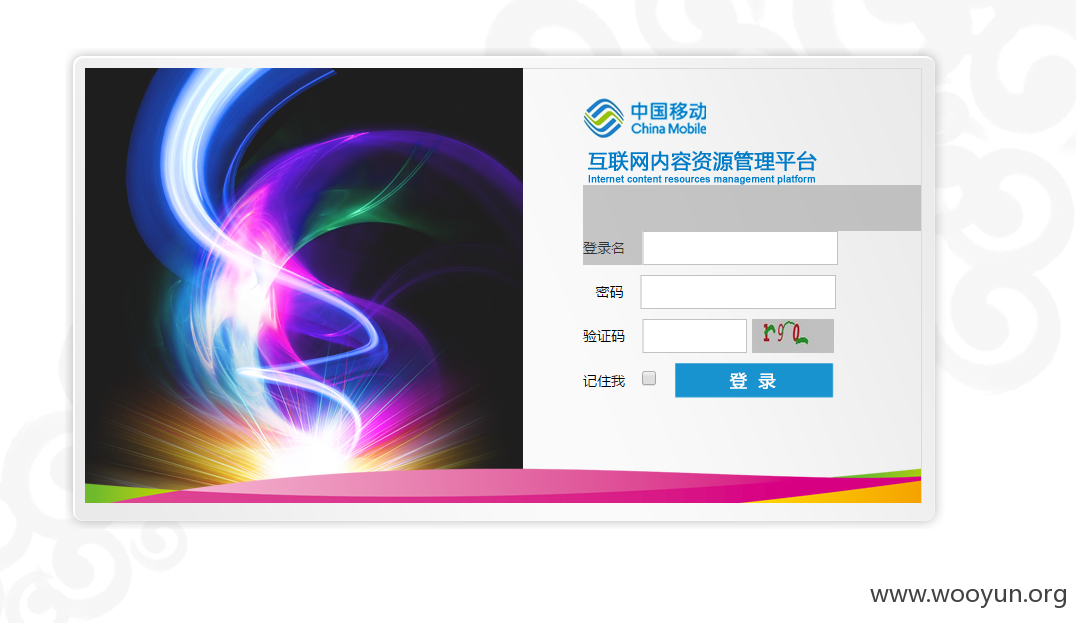 中国移动
China Mobile
互联网内容资源管理平台
Internet content resources management platform
登录名
密码
验证码
记住我
登 录
www.wooyun.org